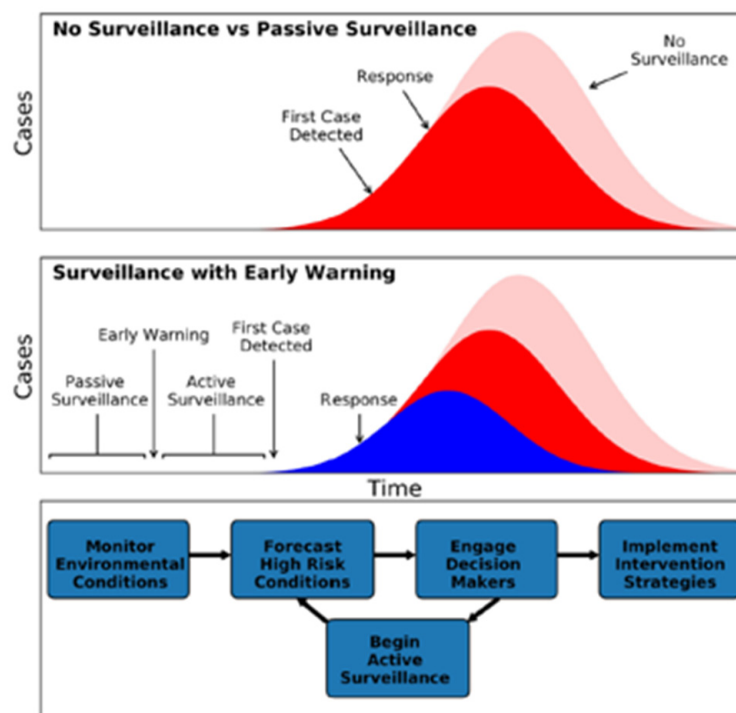 No Surveillance vs Passive Surveillance
No
Surveillance
Response
First Case
Detected
Cases
Surveillance with Early Warning
First Case
Detected
Early Warning
Passive
Surveillance
Active
Surveillance
Response
Cases
Time
Monitor
Environmental
Conditions
Forecast
High Risk
Conditions
Engage
Decision
Makers
Implement
Intervention
Strategies
Begin
Active
Surveillance